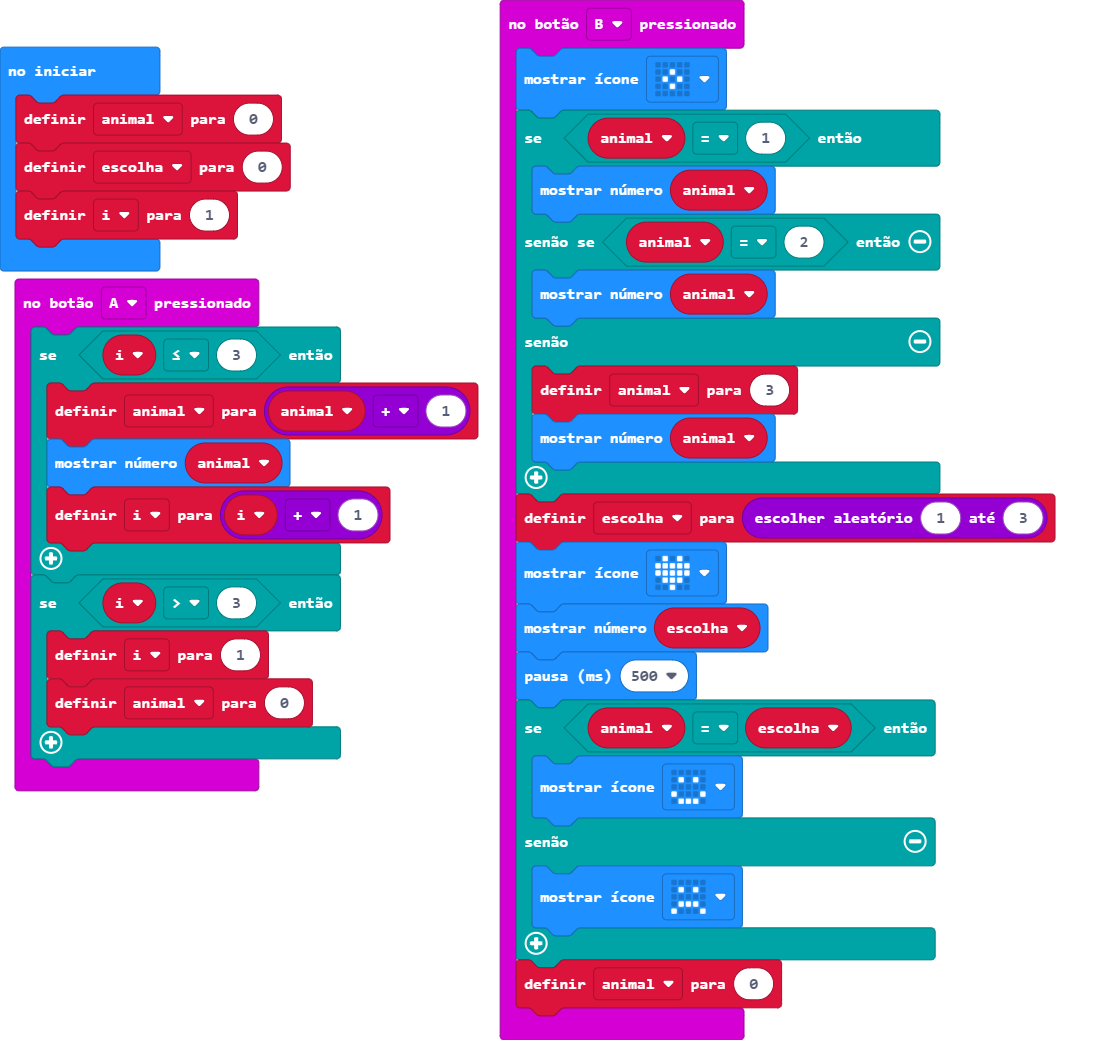 no iniciar
definir animal para 0
definir escolha para 0
definir i para 1
no botão A pressionado
se i ≤ 3 então
definir animal para animal + 1
mostrar número animal
definir i para i + 1
se i > 3 então
definir i para 1
definir animal para 0
no botão B pressionado
mostrar ícone
se animal = 1 então
mostrar número animal
senão se animal = 2 então
mostrar número animal
senão
definir animal para 3
mostrar número animal
definir escolha para escolher aleatório 1 até 3
mostrar ícone
mostrar número escolha
pausa (ms) 500
se animal = escolha então
mostrar ícone
senão
mostrar ícone
definir animal para 0